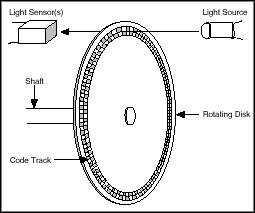 Light Sensor(s)
Light Source
Shaft
Rotating Disk
Code Track